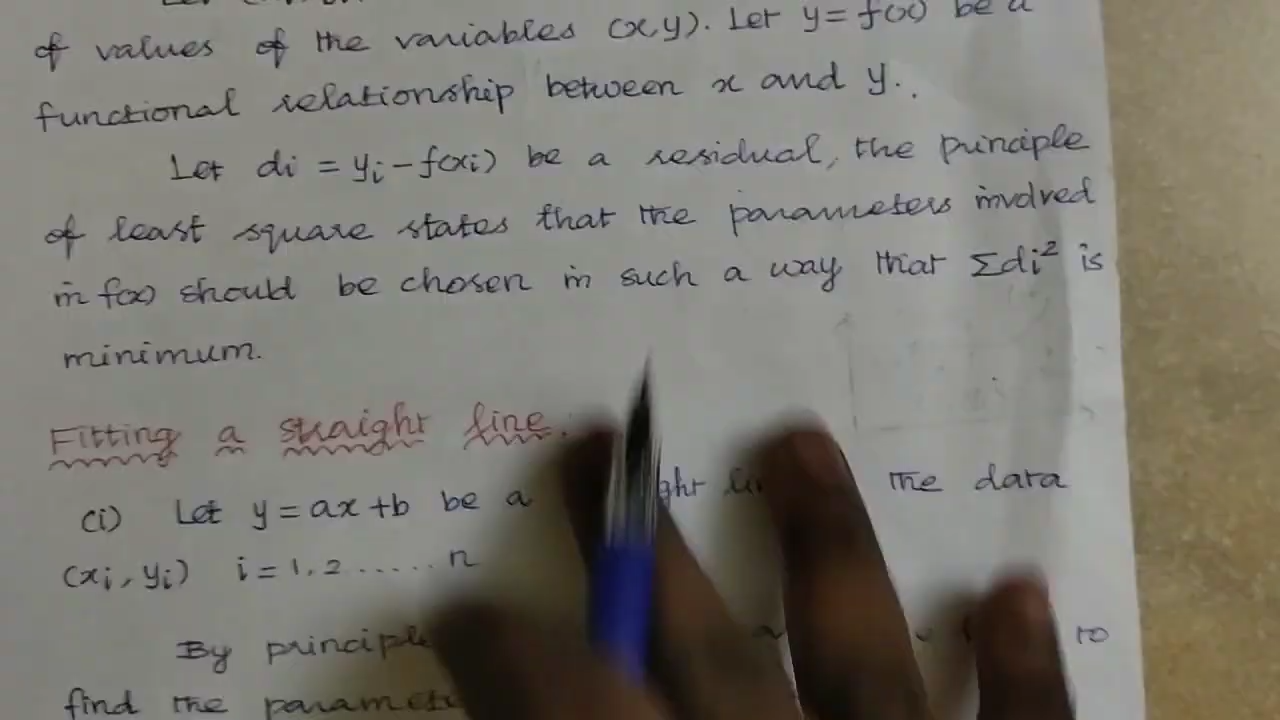 of values of the variables (x,y). Let y = f(x) be a
functional relationship between x and y.
Let di = yi - f(xi) be a residual, the principle
of least square states that the parameters involved
in f(x) should be chosen in such a way that Σdi² is
minimum.
Fitting a straight line.
(i) Let y = ax + b be a the data
(xi, yi) i = 1, 2 ..... n
By principle to
find the